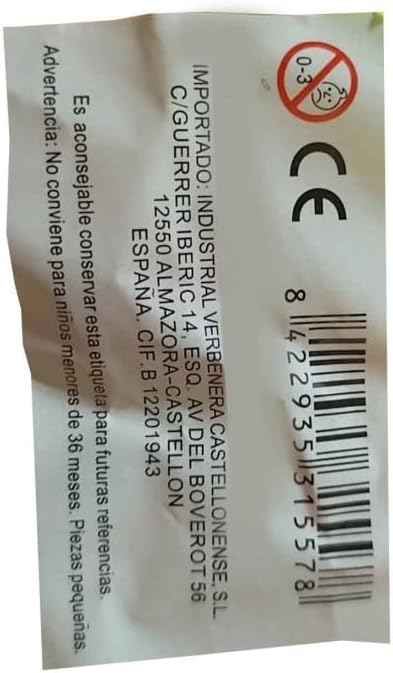 0-3
CE
8 422935 315578
IMPORTADO: INDUSTRIAL VERBENERA CASTELLONENSE, S.L.
C/GUERRER IBERIC 14, ESQ. AV DEL BOVEROT 56
12550 ALMAZORA-CASTELLON
ESPAÑA. CIF.B12201943
Es aconsejable conservar esta etiqueta para futuras referencias.
Advertencia: No conviene para niños menores de 36 meses. Piezas pequeñas.